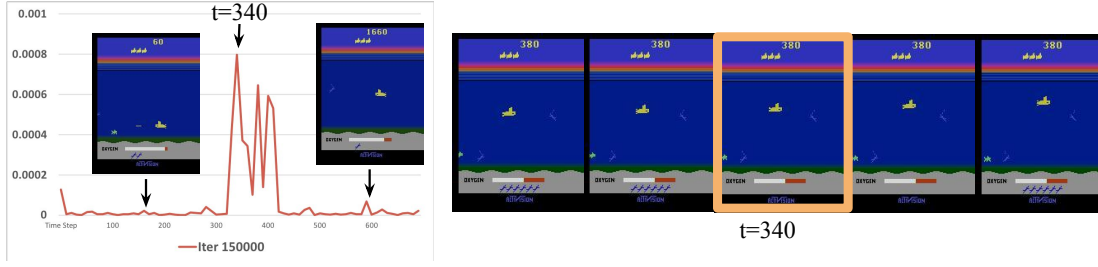 t=340
0.001
0.0008
0.0006
0.0004
0.0002
0
Time Step 100 200 300 400 500 600
Iter 150000
60
OXYGEN
1660
OXYGEN
380
OXYGEN
380
OXYGEN
380
OXYGEN
380
OXYGEN
380
OXYGEN
t=340